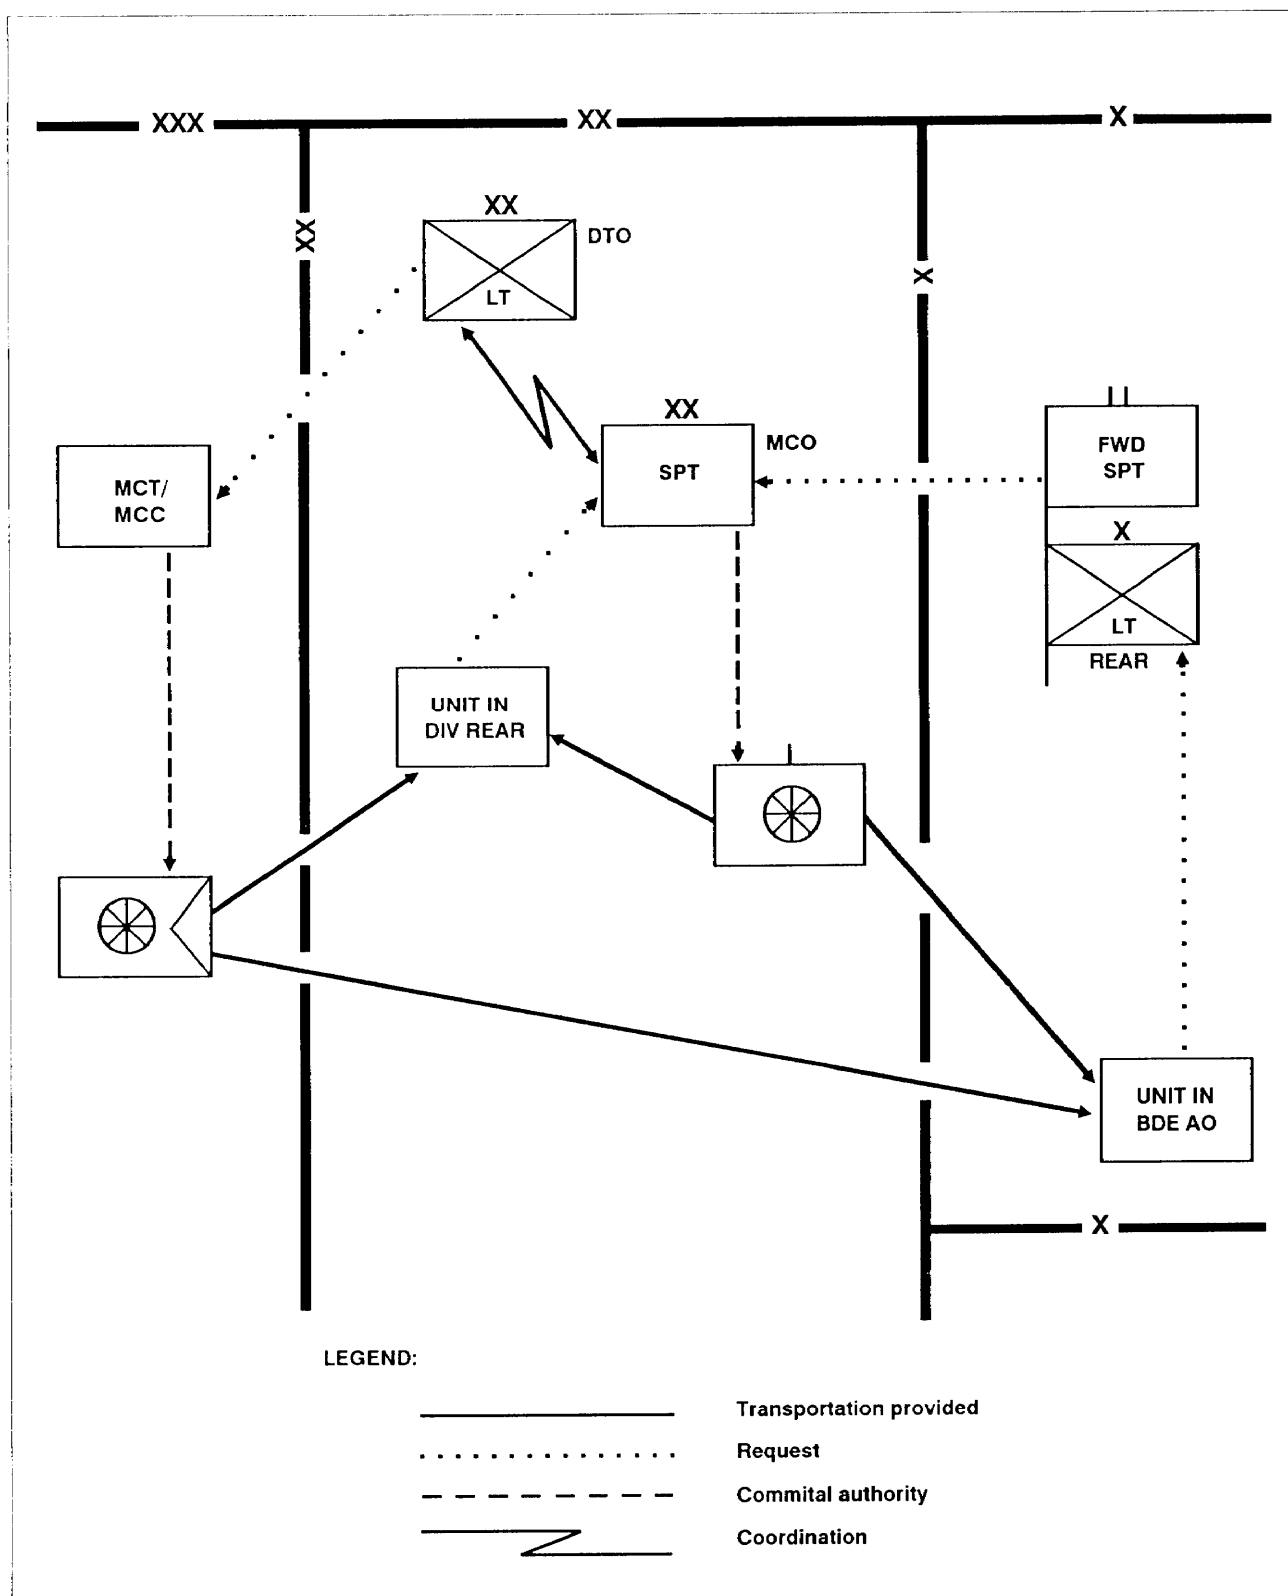 XXX
XX
X
XX
XX
DTO
LT
X
XX
MCO
SPT
FWD
SPT
MCT/
MCC
X
LT
REAR
UNIT IN
DIV REAR
UNIT IN
BDE AO
X
LEGEND:
Transportation provided
Request
Commital authority
Coordination